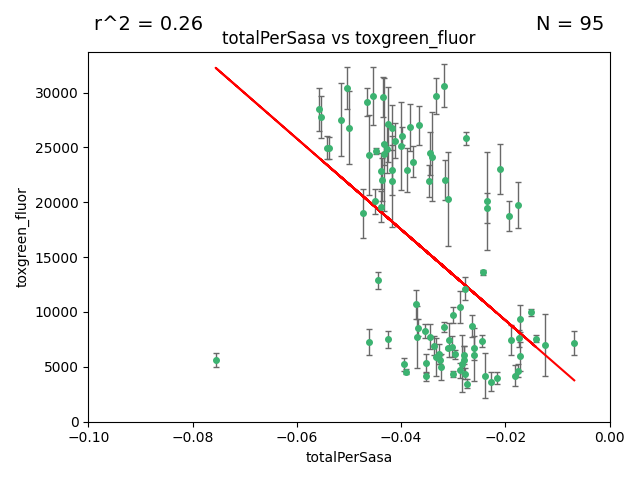 r^2 = 0.26
N = 95
totalPerSasa vs toxgreen_fluor
30000
25000
20000
15000
10000
5000
0
toxgreen_fluor
−0.10
−0.08
−0.06
−0.04
−0.02
0.00
totalPerSasa